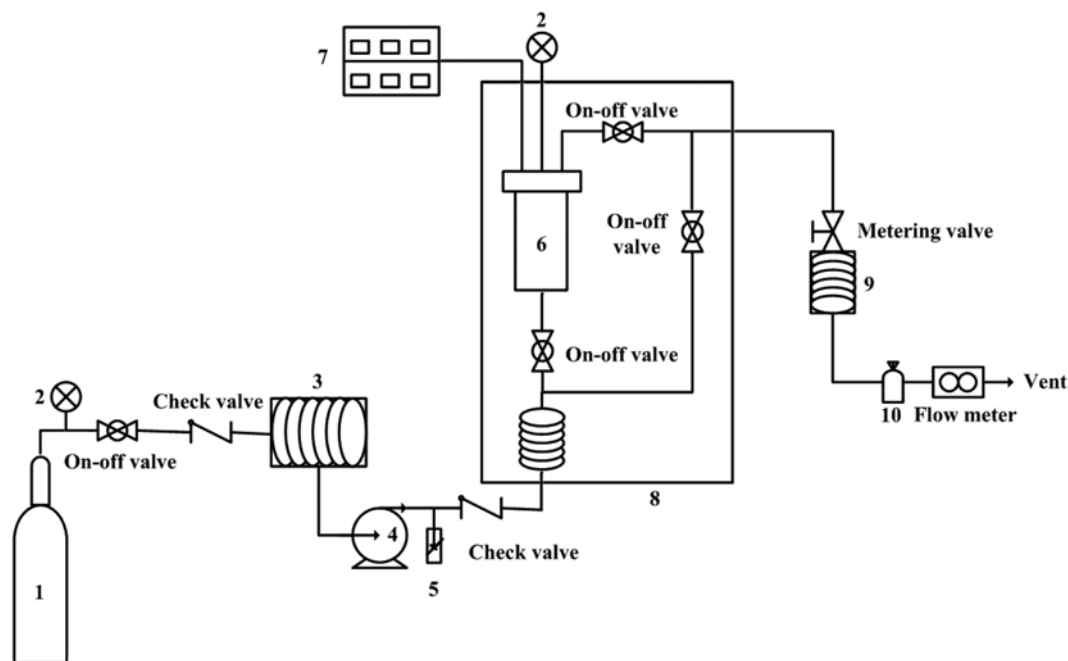 2
7
On-off valve
On-off
valve
6
Metering valve
9
On-off valve
3
2
Check valve
Vent
10
Flow meter
On-off valve
8
4
Check valve
5
1